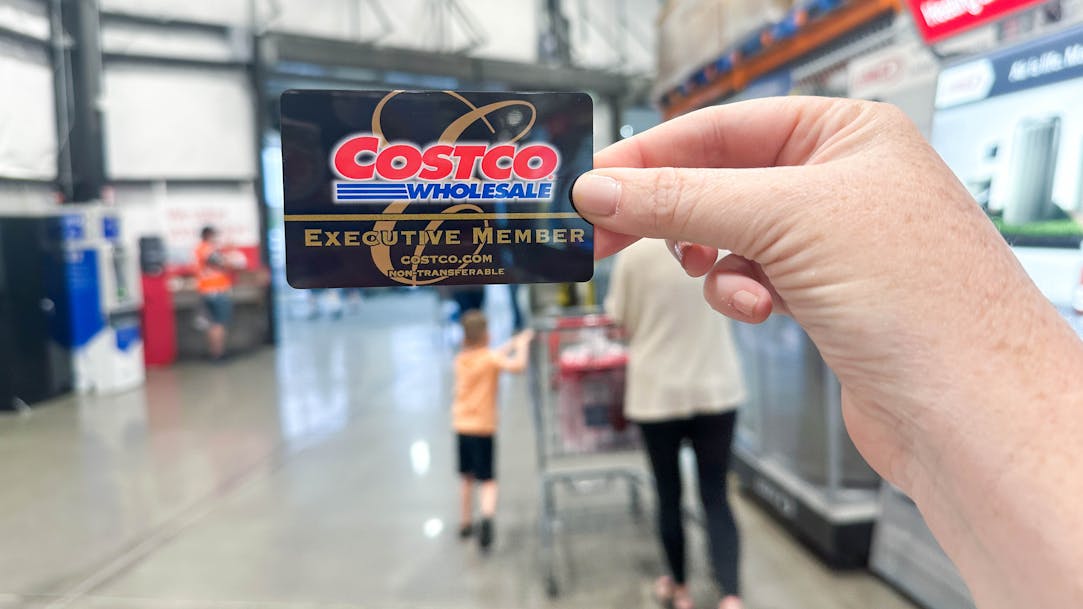 COSTCO
WHOLESALE
EXECUTIVE MEMBER
COSTCO.COM
NON-TRANSFERABLE